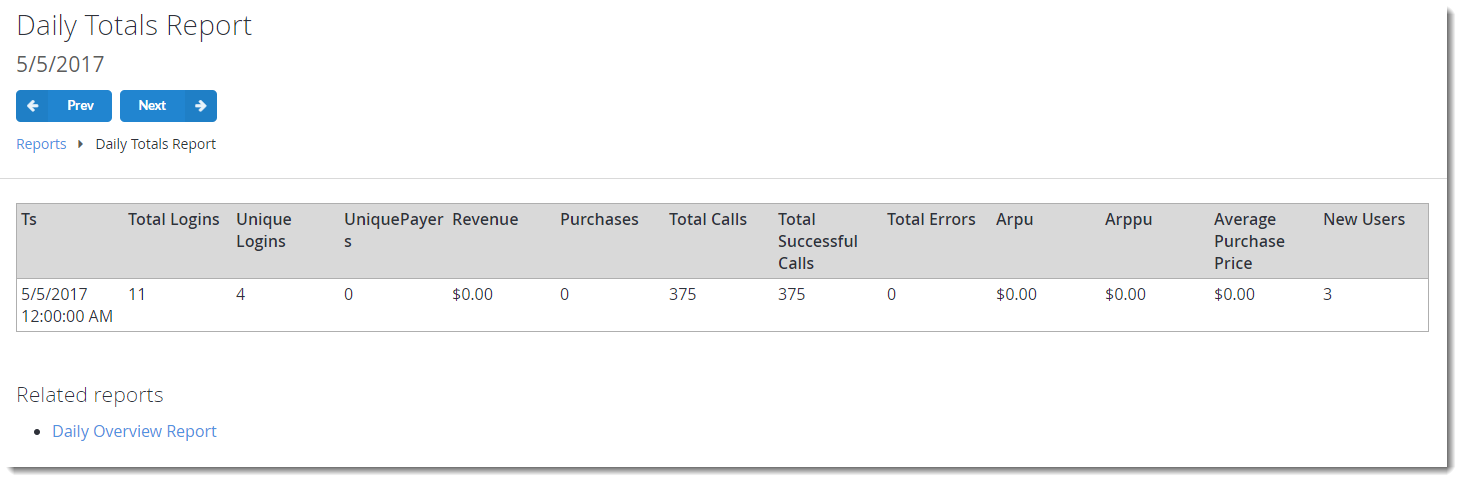 Daily Totals Report
5/5/2017
Prev Next
Reports Daily Totals Report
Ts Total Logins Unique Logins UniquePayers Revenue Purchases Total Calls Total Successful Calls Total Errors Arpu Arppu Average Purchase Price New Users
5/5/2017 12:00:00 AM 11 4 0 $0.00 0 375 375 0 $0.00 $0.00 $0.00 3
Related reports
Daily Overview Report